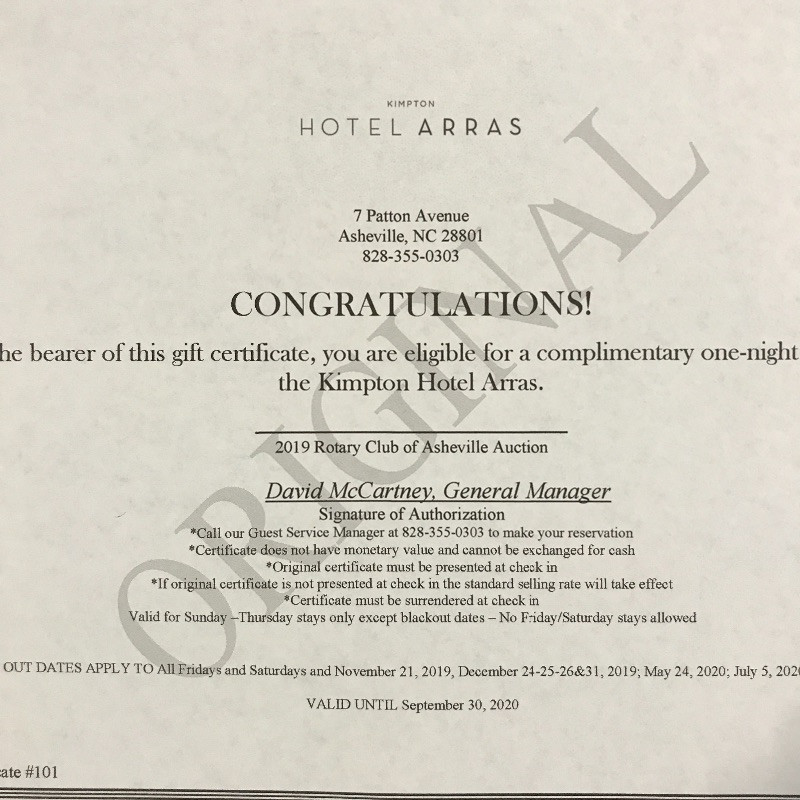 KIMPTON
HOTEL ARRAS
7 Patton Avenue
Asheville, NC 28801
828-355-0303
CONGRATULATIONS!
he bearer of this gift certificate, you are eligible for a complimentary one-night
the Kimpton Hotel Arras.
2019 Rotary Club of Asheville Auction
David McCartney, General Manager
Signature of Authorization
*Call our Guest Service Manager at 828-355-0303 to make your reservation
*Certificate does not have monetary value and cannot be exchanged for cash
*Original certificate must be presented at check in
*If original certificate is not presented at check in the standard selling rate will take effect
*Certificate must be surrendered at check in
Valid for Sunday –Thursday stays only except blackout dates – No Friday/Saturday stays allowed
OUT DATES APPLY TO All Fridays and Saturdays and November 21, 2019, December 24-25-26&31, 2019; May 24, 2020; July 5, 202
VALID UNTIL September 30, 2020
ate #101
ORIGINAL